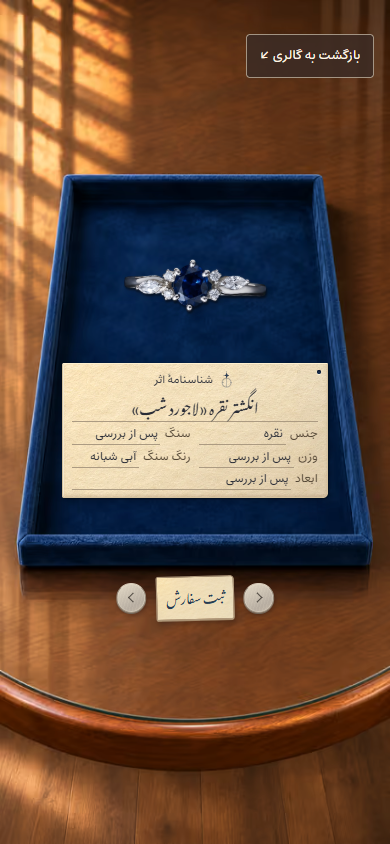 بازگشت به گالری ↙
شناسنامهٔ اثر
انگشتر نقره «لاجورد شب»
جنس نقره سنگ پس از بررسی
وزن پس از بررسی رنگ سنگ آبی شبانه
ابعاد پس از بررسی
ثبت سفارش